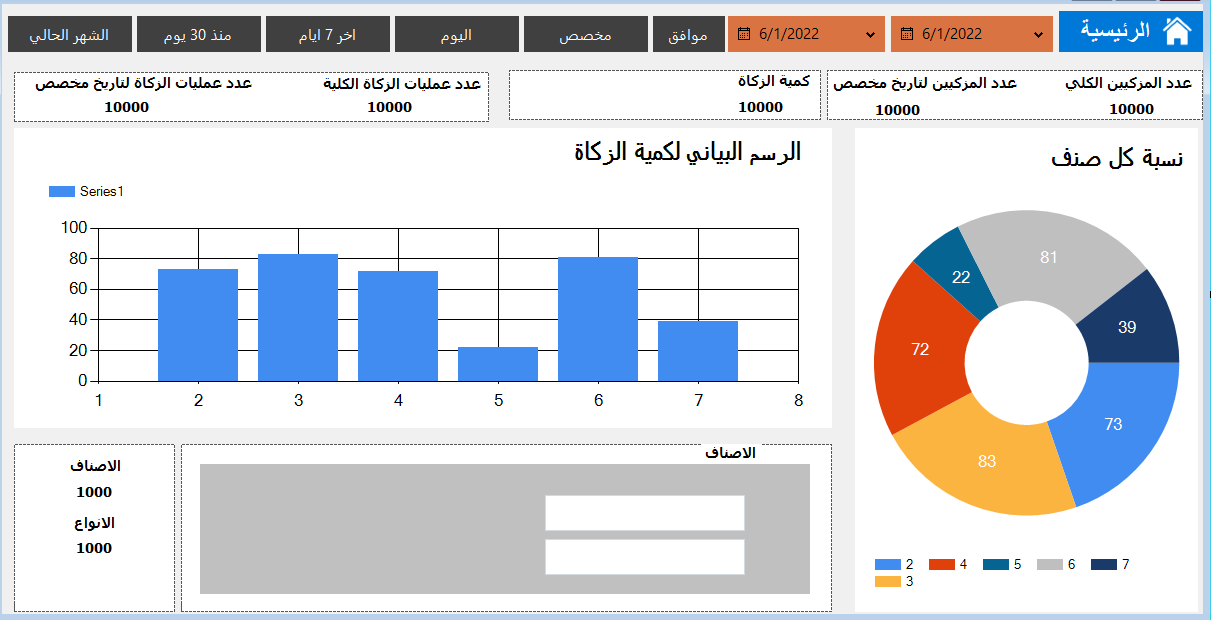 الرئيسية
6/1/2022
6/1/2022
موافق
مخصص
اليوم
اخر 7 ايام
منذ 30 يوم
الشهر الحالي
عدد المزكيين الكلي
10000
عدد المزكيين لتاريخ مخصص
10000
كمية الزكاة
10000
عدد عمليات الزكاة الكلية
10000
عدد عمليات الزكاة لتاريخ مخصص
10000
نسبة كل صنف
81
22
39
72
73
83
2
4
5
6
7
3
الرسم البياني لكمية الزكاة
Series1
100
80
60
40
20
0
1 2 3 4 5 6 7 8
الاصناف
الاصناف
1000
الانواع
1000